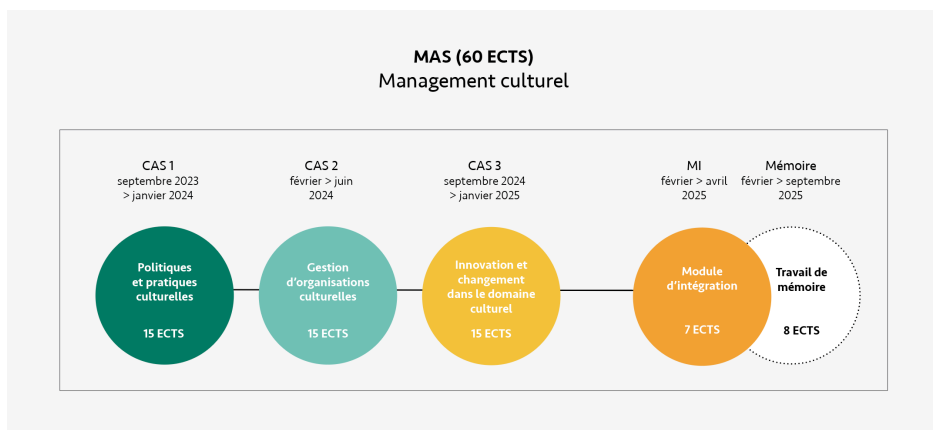 MAS (60 ECTS)
Management culturel
CAS 1
septembre 2023
> janvier 2024
CAS 2
février > juin
2024
CAS 3
septembre 2024
> janvier 2025
MI
février > avril
2025
Mémoire
février > septembre
2025
Politiques
et pratiques
culturelles
15 ECTS
Gestion
d’organisations
culturelles
15 ECTS
Innovation et
changement
dans le domaine
culturel
15 ECTS
Module
d’intégration
7 ECTS
Travail de
mémoire
8 ECTS